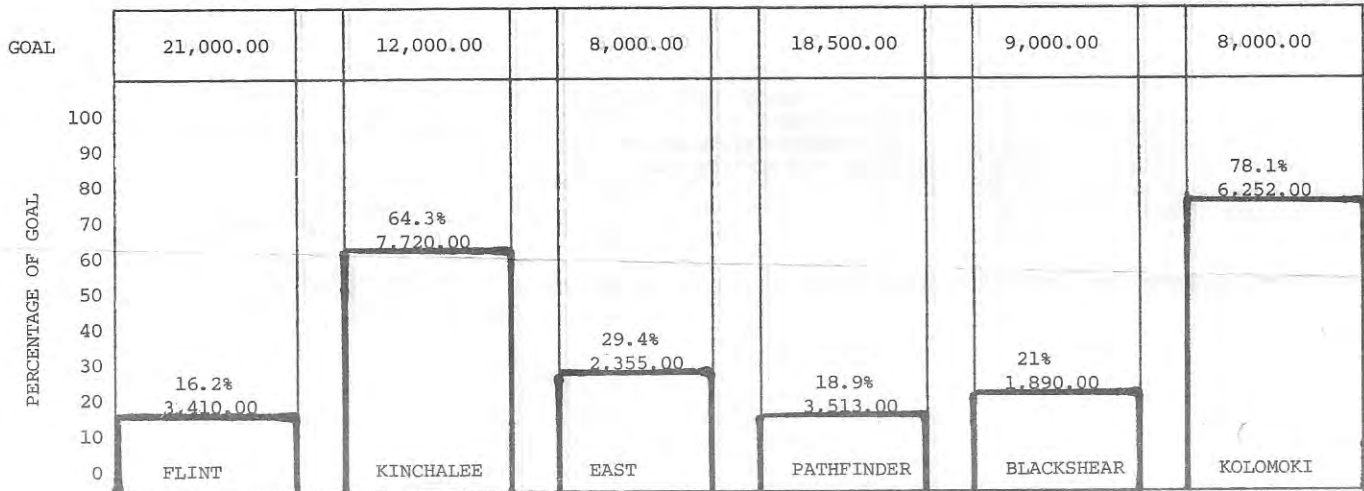 GOAL 21,000.00 12,000.00 8,000.00 18,500.00 9,000.00 8,000.00
PERCENTAGE OF GOAL
100
90
80
70
60
50
40
30
20
10
0
16.2%
3,410.00
FLINT
64.3%
7,720.00
KINCHALEE
29.4%
2,355.00
EAST
18.9%
3,513.00
PATHFINDER
21%
1,890.00
BLACKSHEAR
78.1%
6,252.00
KOLOMOKI